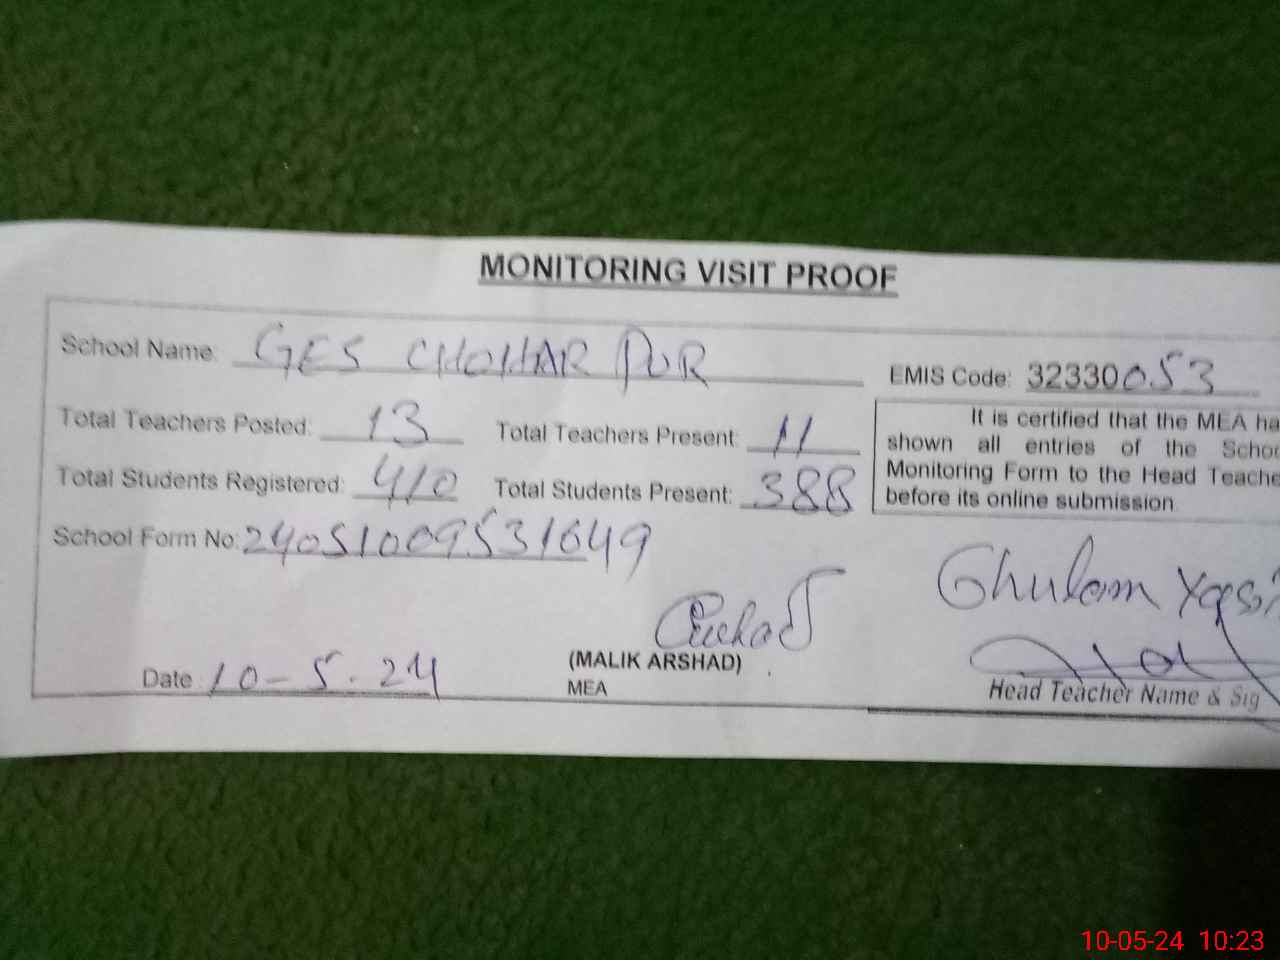 MONITORING VISIT PROOF
School Name: GES CHOHAR PUR
EMIS Code: 32330053
Total Teachers Posted: 13 Total Teachers Present: 11
Total Students Registered: 410 Total Students Present: 388
It is certified that the MEA ha
shown all entries of the Schoo
Monitoring Form to the Head Teache
before its online submission.
School Form No: 24051009531649
Ghulam Yasi
Arshad
(MALIK ARSHAD)
MEA
Date 10-5-24
Head Teacher Name & Sig
10-05-24 10:23